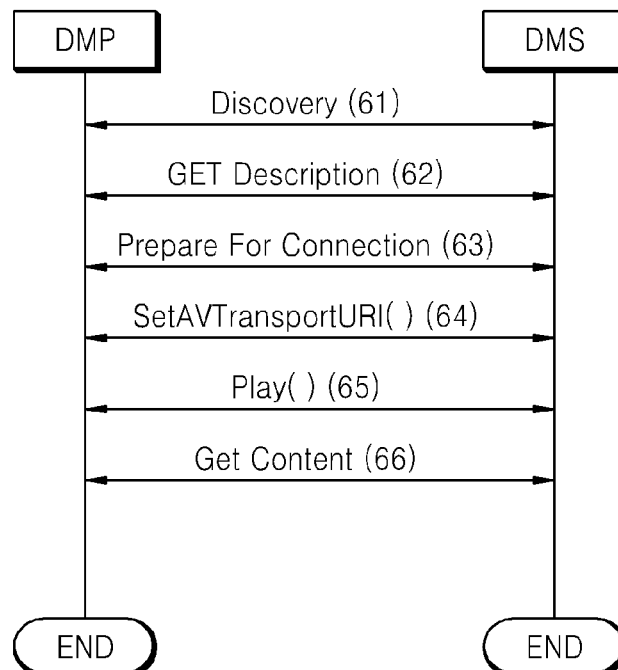 DMP
DMS
Discovery (61)
GET Description (62)
Prepare For Connection (63)
SetAVTransportURI( ) (64)
Play( ) (65)
Get Content (66)
END
END